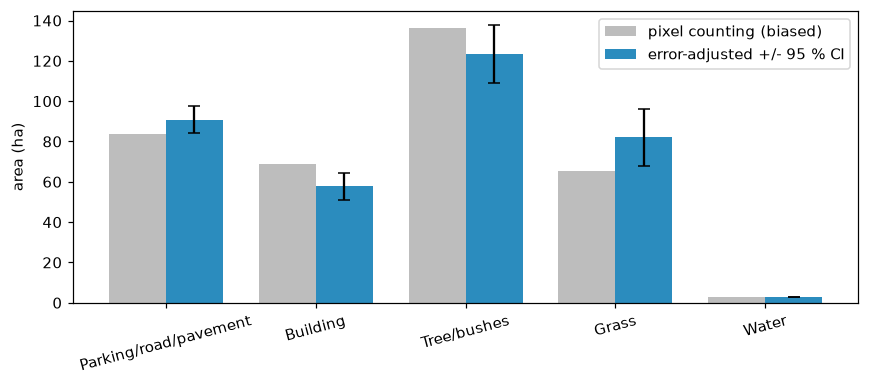 140
120
100
80
60
40
20
0
area (ha)
pixel counting (biased)
error-adjusted +/- 95 % CI
Parking/road/pavement
Building
Tree/bushes
Grass
Water